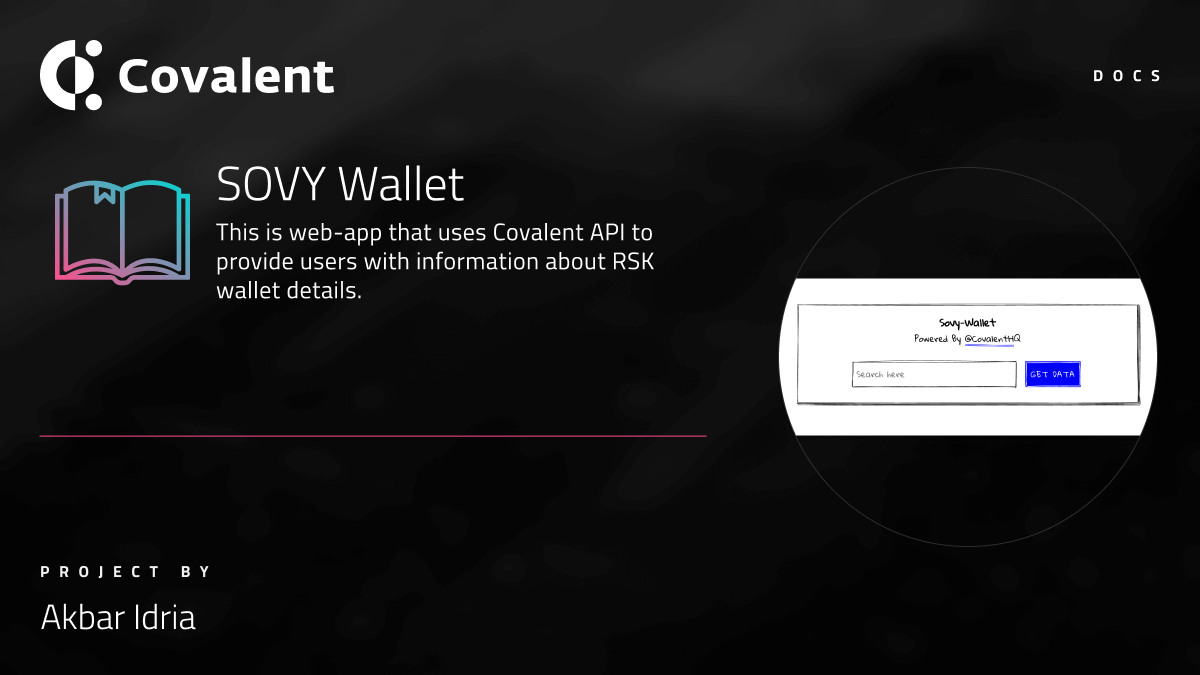 Covalent
DOCS
SOVY Wallet
This is web-app that uses Covalent API to
provide users with information about RSK
wallet details.
Sovy-Wallet
Powered By @CovalentHQ
Search here
GET DATA
PROJECT BY
Akbar Idria